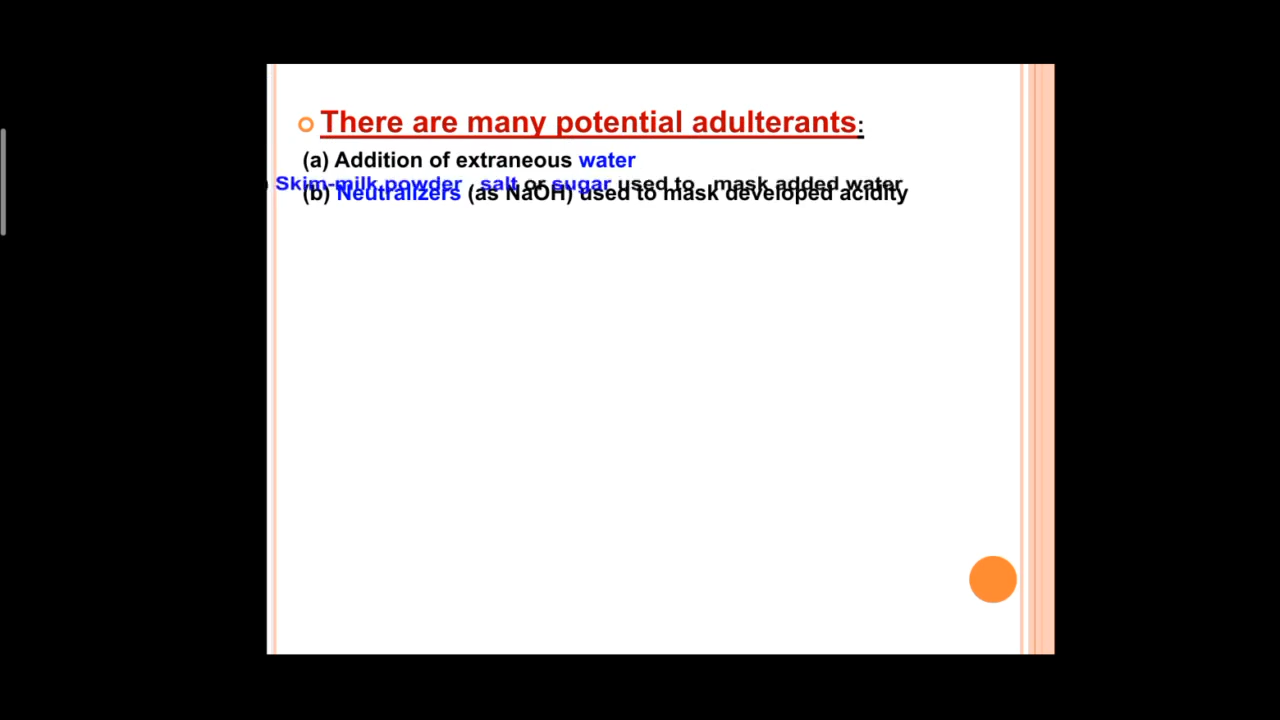 There are many potential adulterants:
(a) Addition of extraneous water
) Skim-milk powder , salt or sugar used to mask added water
(b) Neutralizers (as NaOH) used to mask developed acidity